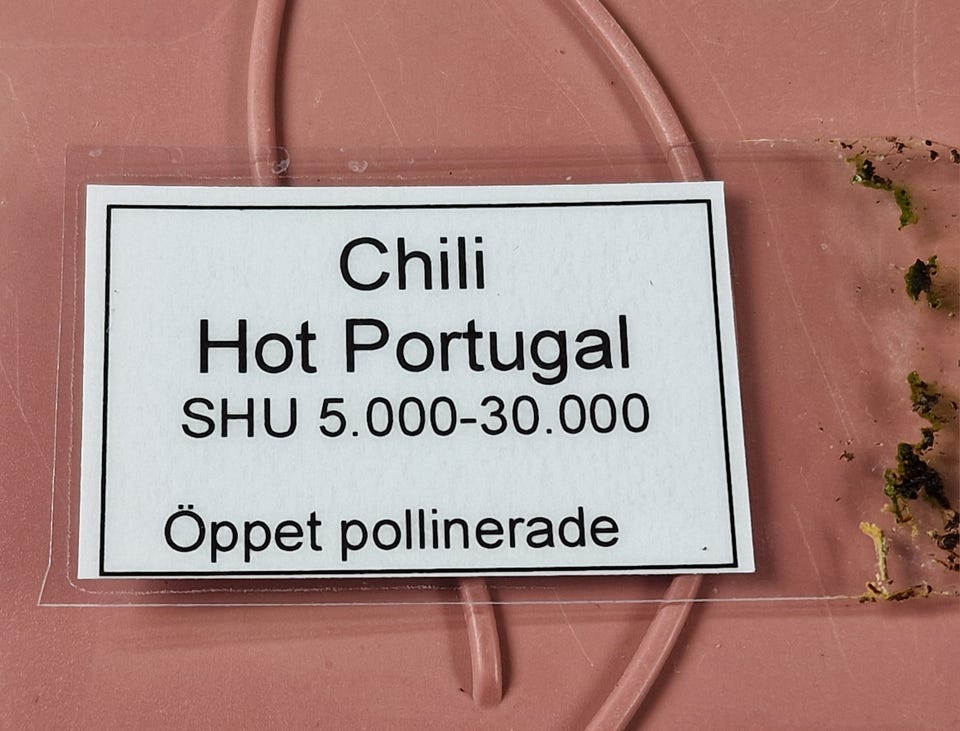 Chili
Hot Portugal
SHU 5.000-30.000
Öppet pollinerade